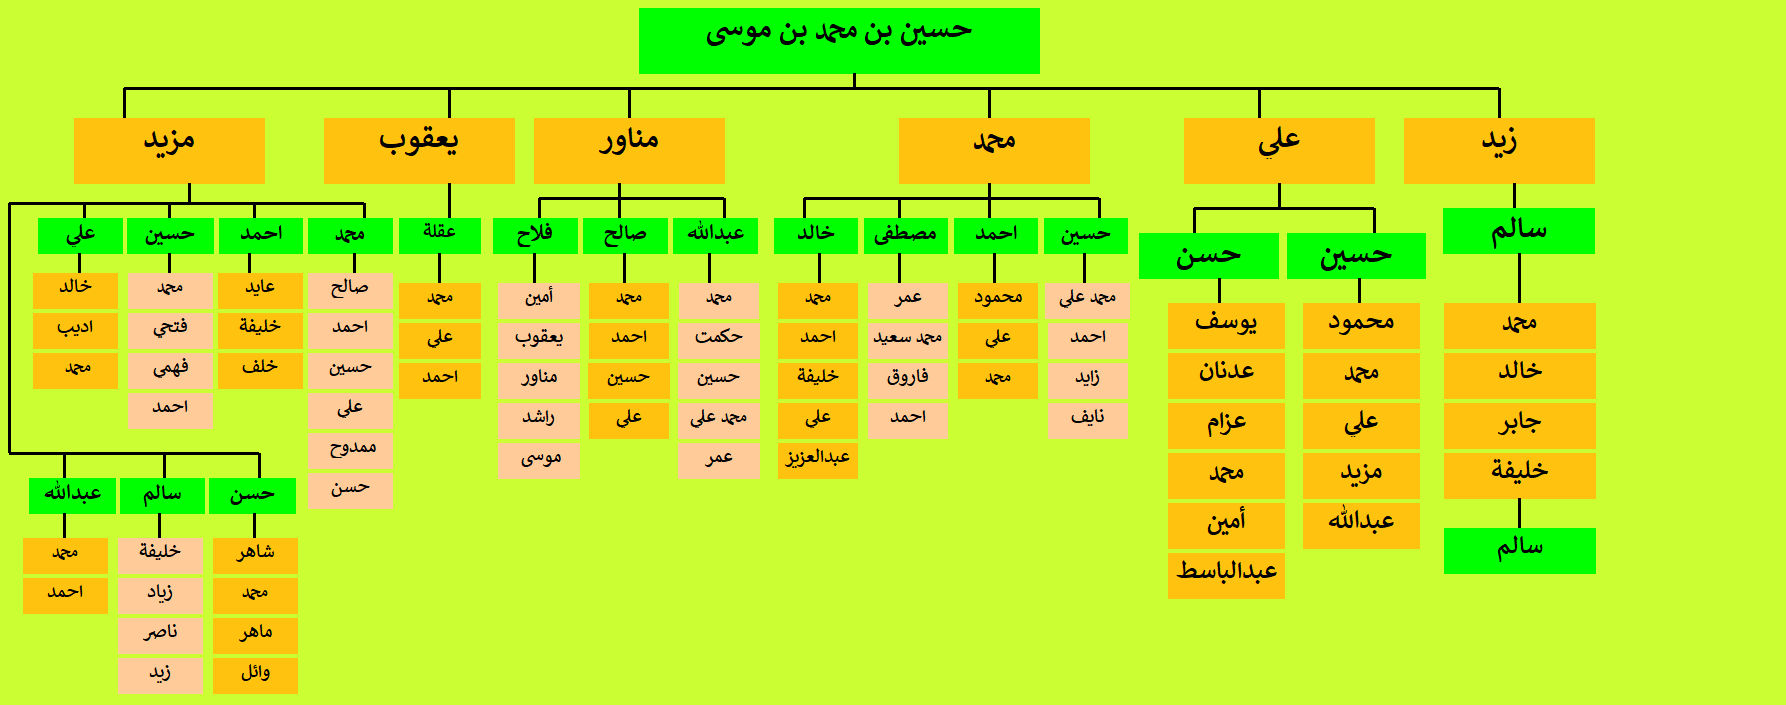 حسين بن محمد بن موسى
زيد
علي
محمد
مناور
يعقوب
مزيد
سالم
محمد
خالد
جابر
خليفة
سالم
حسين
محمود
محمد
علي
مزيد
عبدالله
حسن
يوسف
عدنان
عزام
محمد
أمين
عبدالباسط
حسين
محمد علي
احمد
زايد
نايف
احمد
محمود
علي
محمد
مصطفى
عمر
محمد سعيد
فاروق
احمد
خالد
محمد
احمد
خليفة
علي
عبدالعزيز
عبدالله
محمد
حكمت
حسين
محمد علي
عمر
صالح
محمد
احمد
حسين
علي
فلاح
أمين
يعقوب
مناور
راشد
موسى
عقلة
محمد
علي
احمد
محمد
صالح
احمد
حسين
علي
ممدوح
حسن
احمد
عايد
خليفة
خلف
حسين
محمد
فتحي
فهمي
احمد
علي
خالد
اديب
محمد
حسن
شاهر
محمد
ماهر
وائل
سالم
خليفة
زياد
ناصر
زيد
عبدالله
محمد
احمد